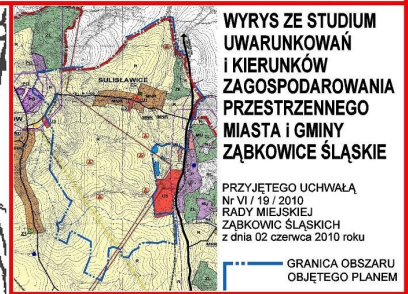 SULISŁAWICE
WYRYS ZE STUDIUM
UWARUNKOWAŃ
i KIERUNKÓW
ZAGOSPODAROWANIA
PRZESTRZENNEGO
MIASTA i GMINY
ZĄBKOWICE ŚLĄSKIE
PRZYJĘTEGO UCHWAŁĄ
Nr VI / 19 / 2010
RADY MIEJSKIEJ
ZĄBKOWIC ŚLĄSKICH
z dnia 02 czerwca 2010 roku
GRANICA OBSZARU
OBJĘTEGO PLANEM